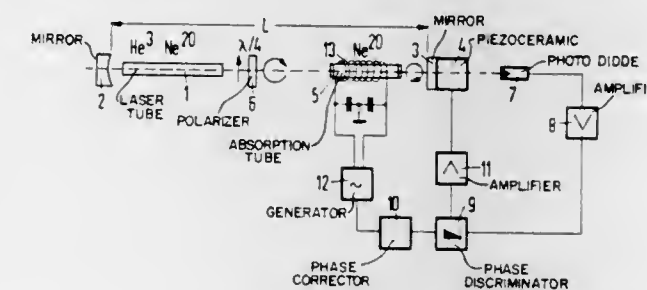 L
MIRROR
He³ Ne²⁰
λ/4
13 Ne²⁰
3
MIRROR
4
PIEZOCERAMIC
2
LASER TUBE
1
POLARIZER
6
5
ABSORPTION TUBE
PHOTO DIDDE
7
AMPLIFI
8
12
GENERATOR
11
AMPLIFIER
10
9
PHASE CORRECTOR
PHASE DISCRIMINATOR